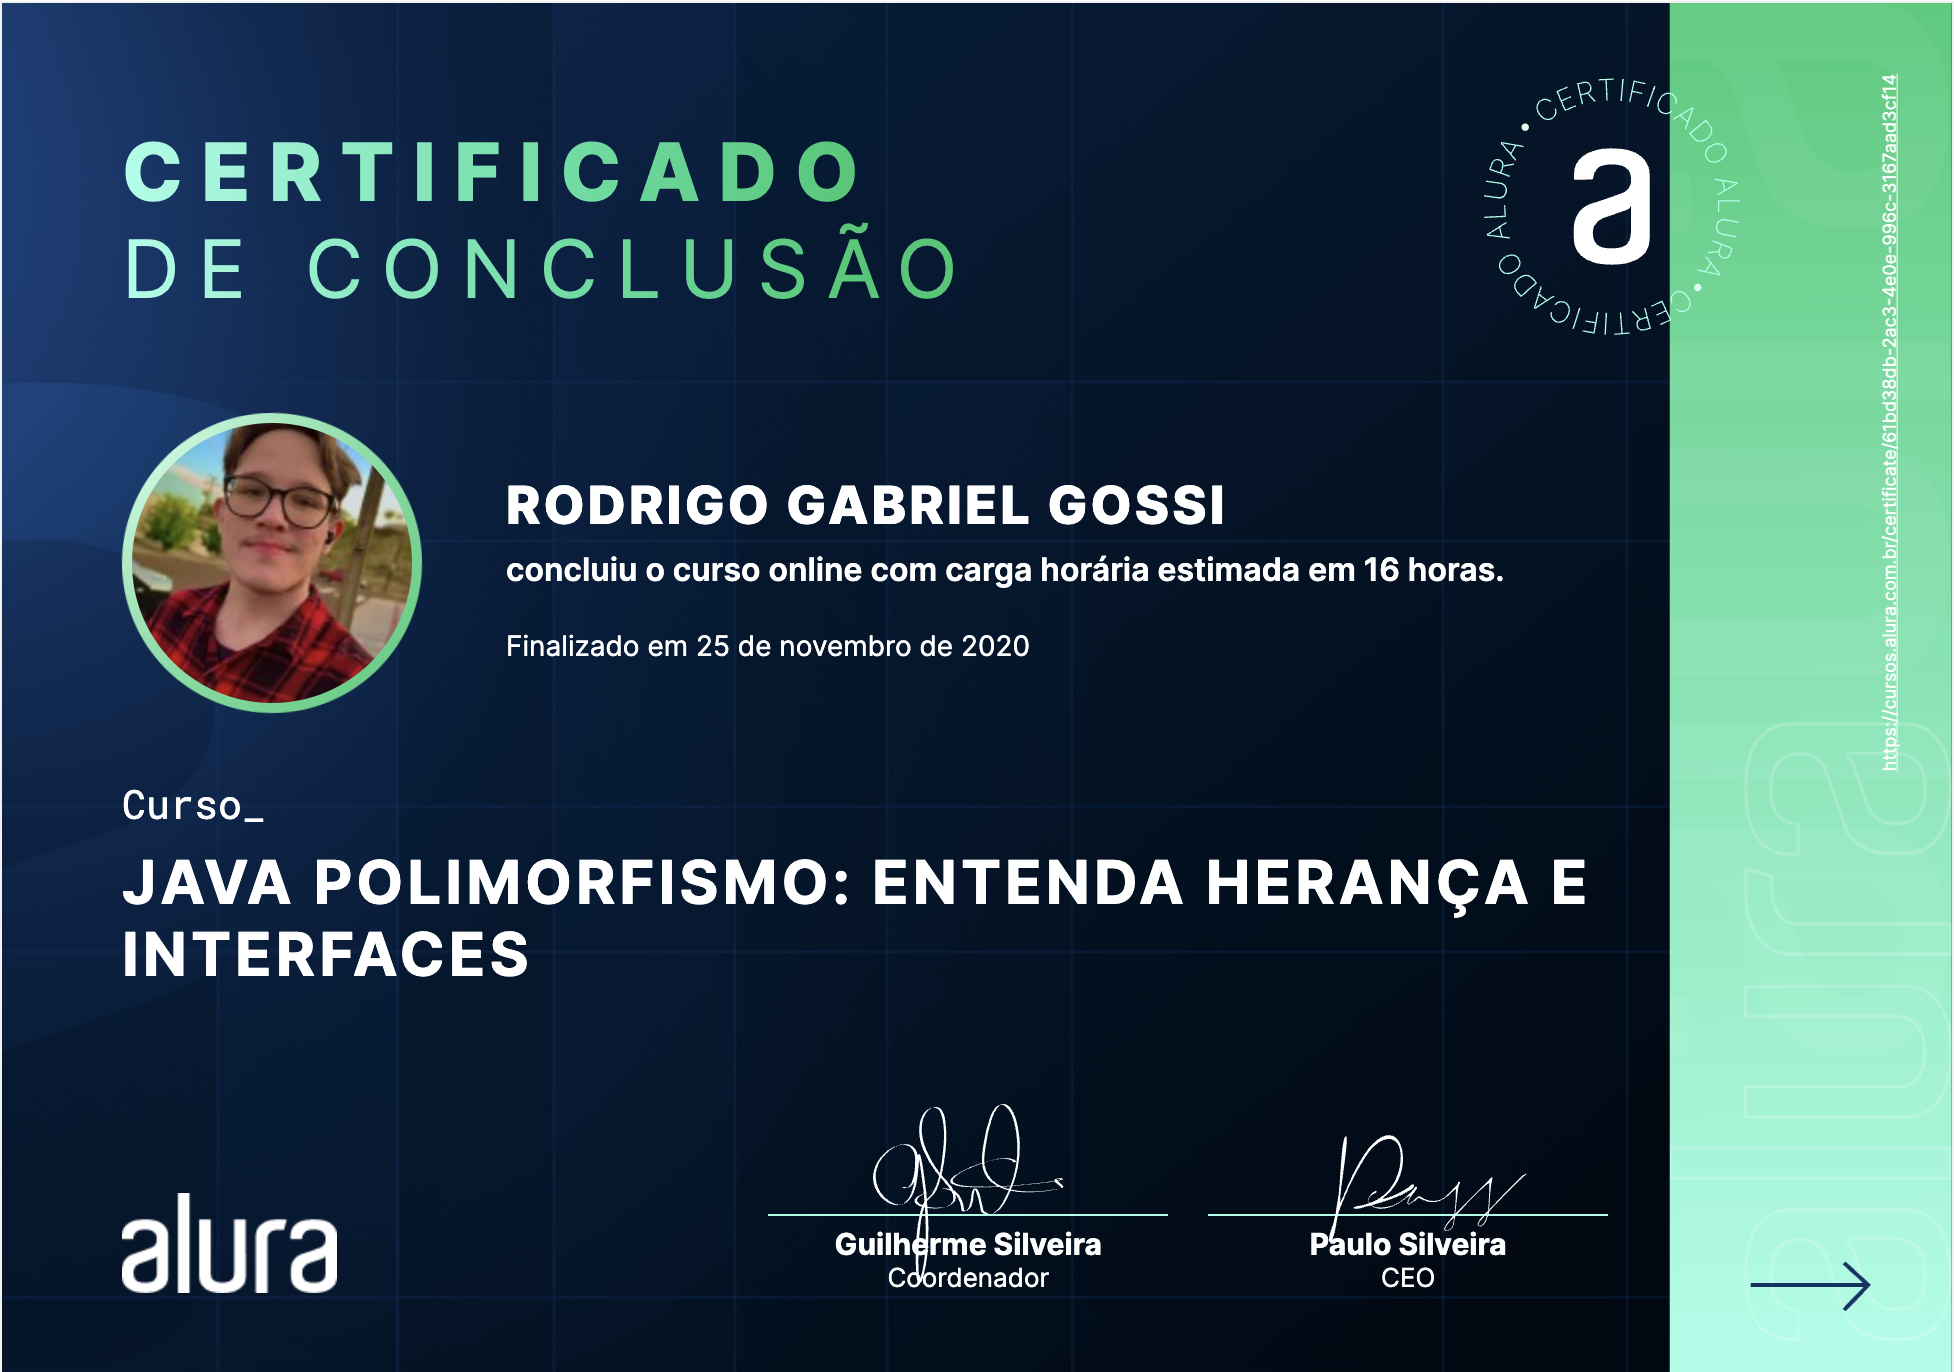 CERTIFICADO
DE CONCLUSÃO
CERTIFICADO ALURA • CERTIFICADO ALURA •
a
https://cursos.alura.com.br/certificate/61bd38db-2ac3-4e0e-996c-3167aad3cf14
RODRIGO GABRIEL GOSSI
concluiu o curso online com carga horária estimada em 16 horas.
Finalizado em 25 de novembro de 2020
Curso_
JAVA POLIMORFISMO: ENTENDA HERANÇA E
INTERFACES
alura
Guilherme Silveira
Coordenador
Paulo Silveira
CEO
alura